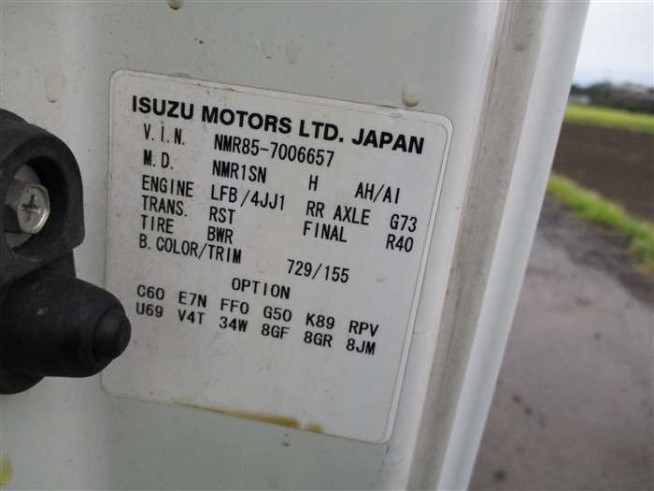 ISUZU MOTORS LTD. JAPAN
V.I.N. NMR85-7006657
M.D. NMR1SN H AH/AI
ENGINE LFB/4JJ1 RR AXLE G73
TRANS. RST FINAL R40
TIRE BWR
B.COLOR/TRIM 729/155
OPTION
C60 E7N FF0 G50 K89 RPV
U69 V4T 34W 8GF 8GR 8JM